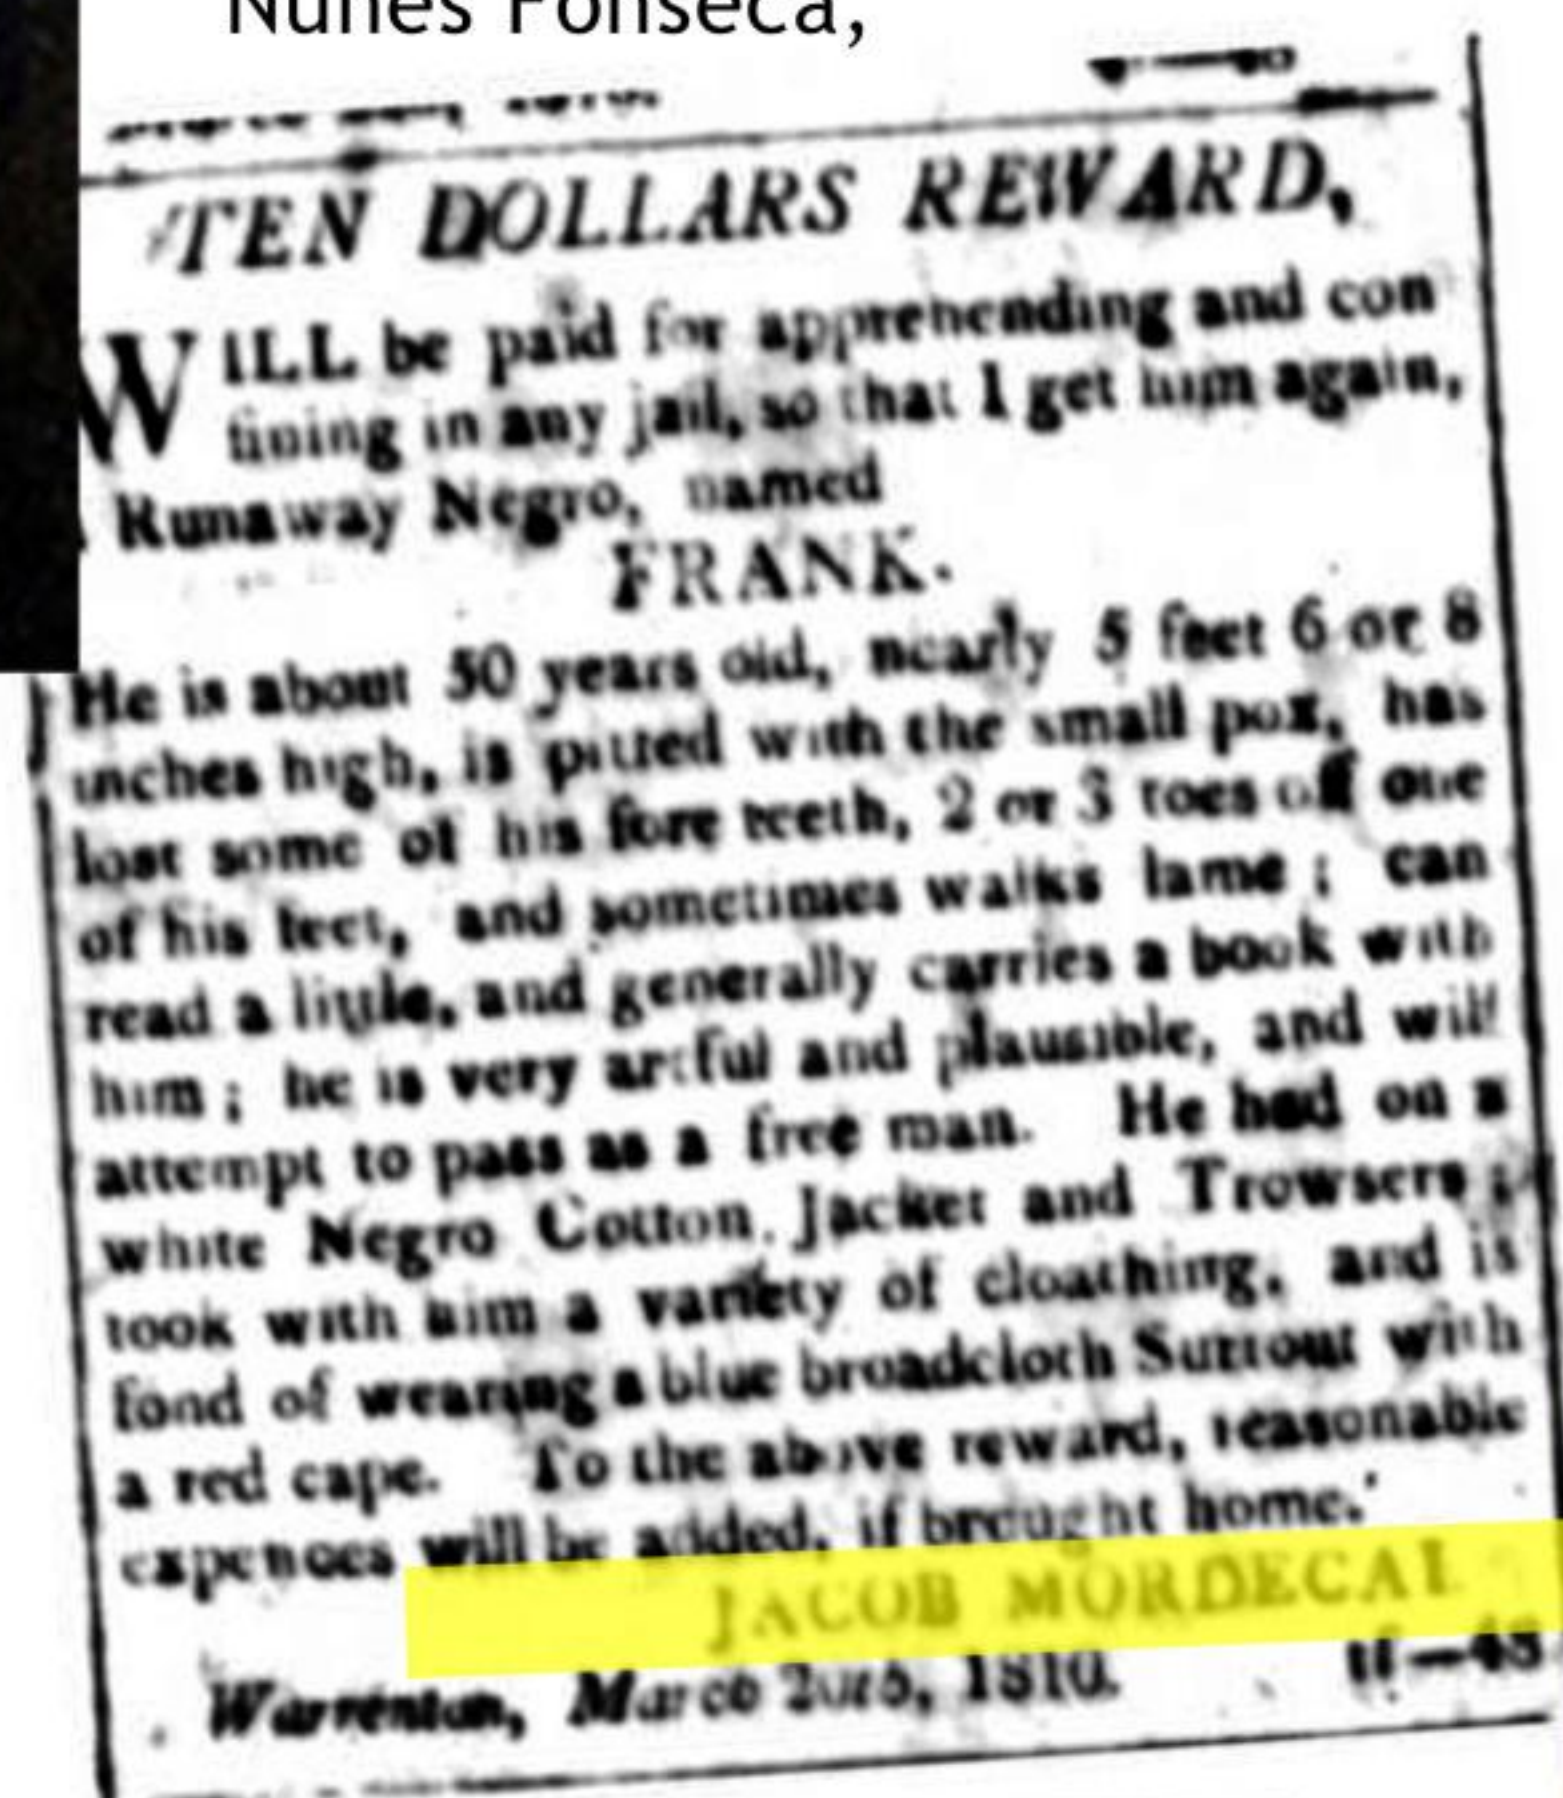 Nunes Fonseca,
TEN DOLLARS REWARD,
WILL be paid for apprehending and con
fining in any jail, so that I get him again,
Runaway Negro, named
FRANK.
He is about 50 years old, nearly 5 feet 6 or 8
inches high, is pitted with the small pox, has
lost some of his fore teeth, 2 or 3 toes off one
of his feet, and sometimes walks lame; can
read a little, and generally carries a book with
him; he is very artful and plausible, and will
attempt to pass as a free man. He had on a
white Negro Cotton Jacket and Trowsers;
took with him a variety of cloathing, and is
fond of wearing a blue broadcloth Surtout with
a red cape. To the above reward, reasonable
expences will be added, if brought home.
JACOB MORDECAI
Warrenton, March 20th, 1810. tf—48